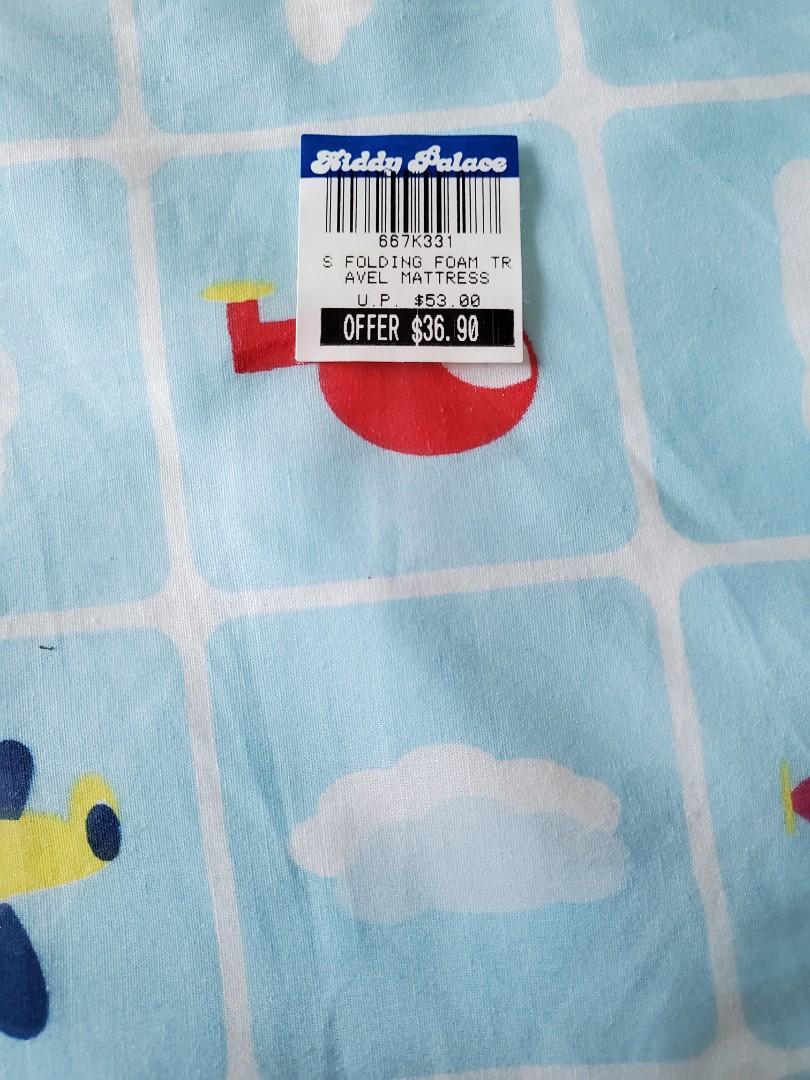 Kiddy Palace
667K331
S FOLDING FOAM TR
AVEL MATTRESS
U.P. $53.00
OFFER $36.90